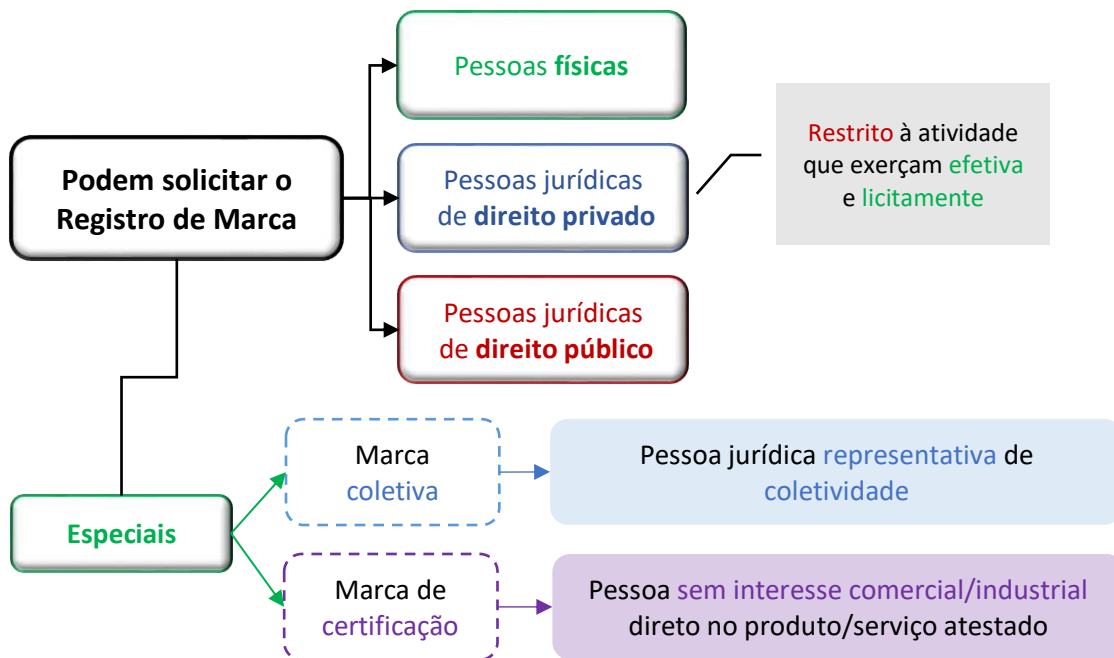 Pessoas físicas
Podem solicitar o
Registro de Marca
Pessoas jurídicas
de direito privado
Restrito à atividade
que exerçam efetiva
e licitamente
Pessoas jurídicas
de direito público
Especiais
Marca
coletiva
Pessoa jurídica representativa de
coletividade
Marca de
certificação
Pessoa sem interesse comercial/industrial
direto no produto/serviço atestado